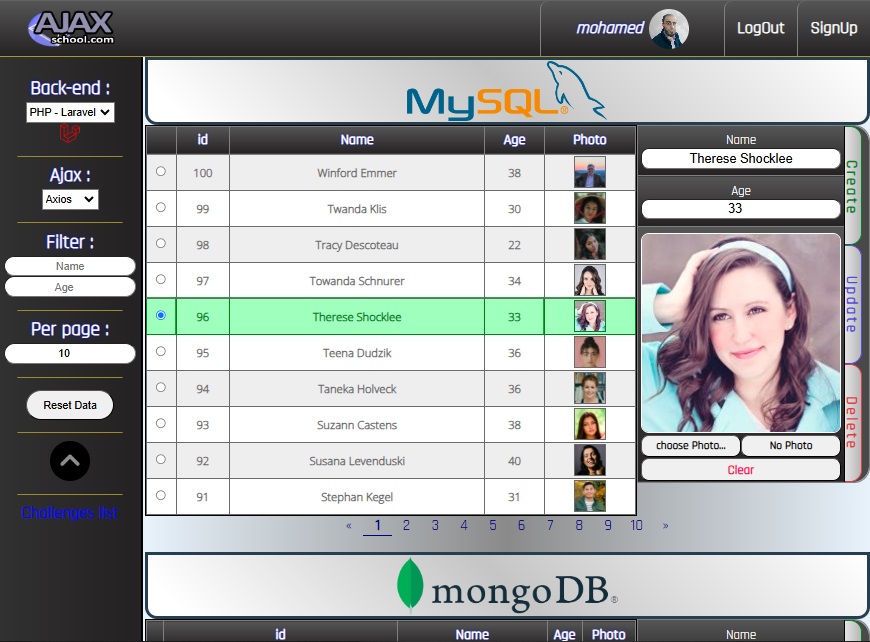 AJAX
school.com
mohamed
LogOut
SignUp
Back-end :
PHP - Laravel
Ajax :
Axios
Filter :
Name
Age
Per page :
10
Reset Data
Challenges list
MySQL®
id Name Age Photo
100 Winford Emmer 38
99 Twanda Klis 30
98 Tracy Descoteau 22
97 Towanda Schnurer 34
96 Therese Shocklee 33
95 Teena Dudzik 36
94 Taneka Holveck 36
93 Suzann Castens 38
92 Susana Levenduski 40
91 Stephan Kegel 31
« 1 2 3 4 5 6 7 8 9 10 »
Name
Therese Shocklee
Age
33
choose Photo... No Photo
Clear
Create
Update
Delete
mongoDB®
id Name Age Photo
Name